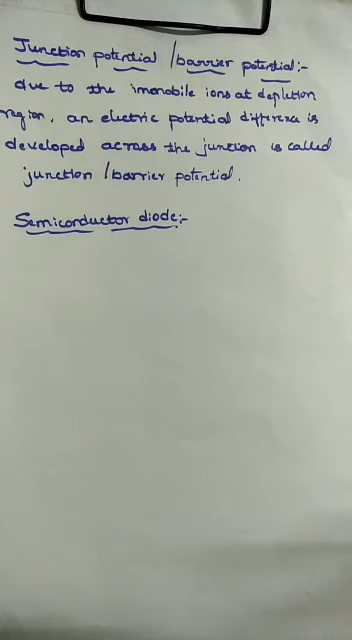 Junction potential / barrier potential:-
due to the immobile ions at depletion
region, an electric potential difference is
developed across the junction is called
junction / barrier potential.
Semiconductor diode:-